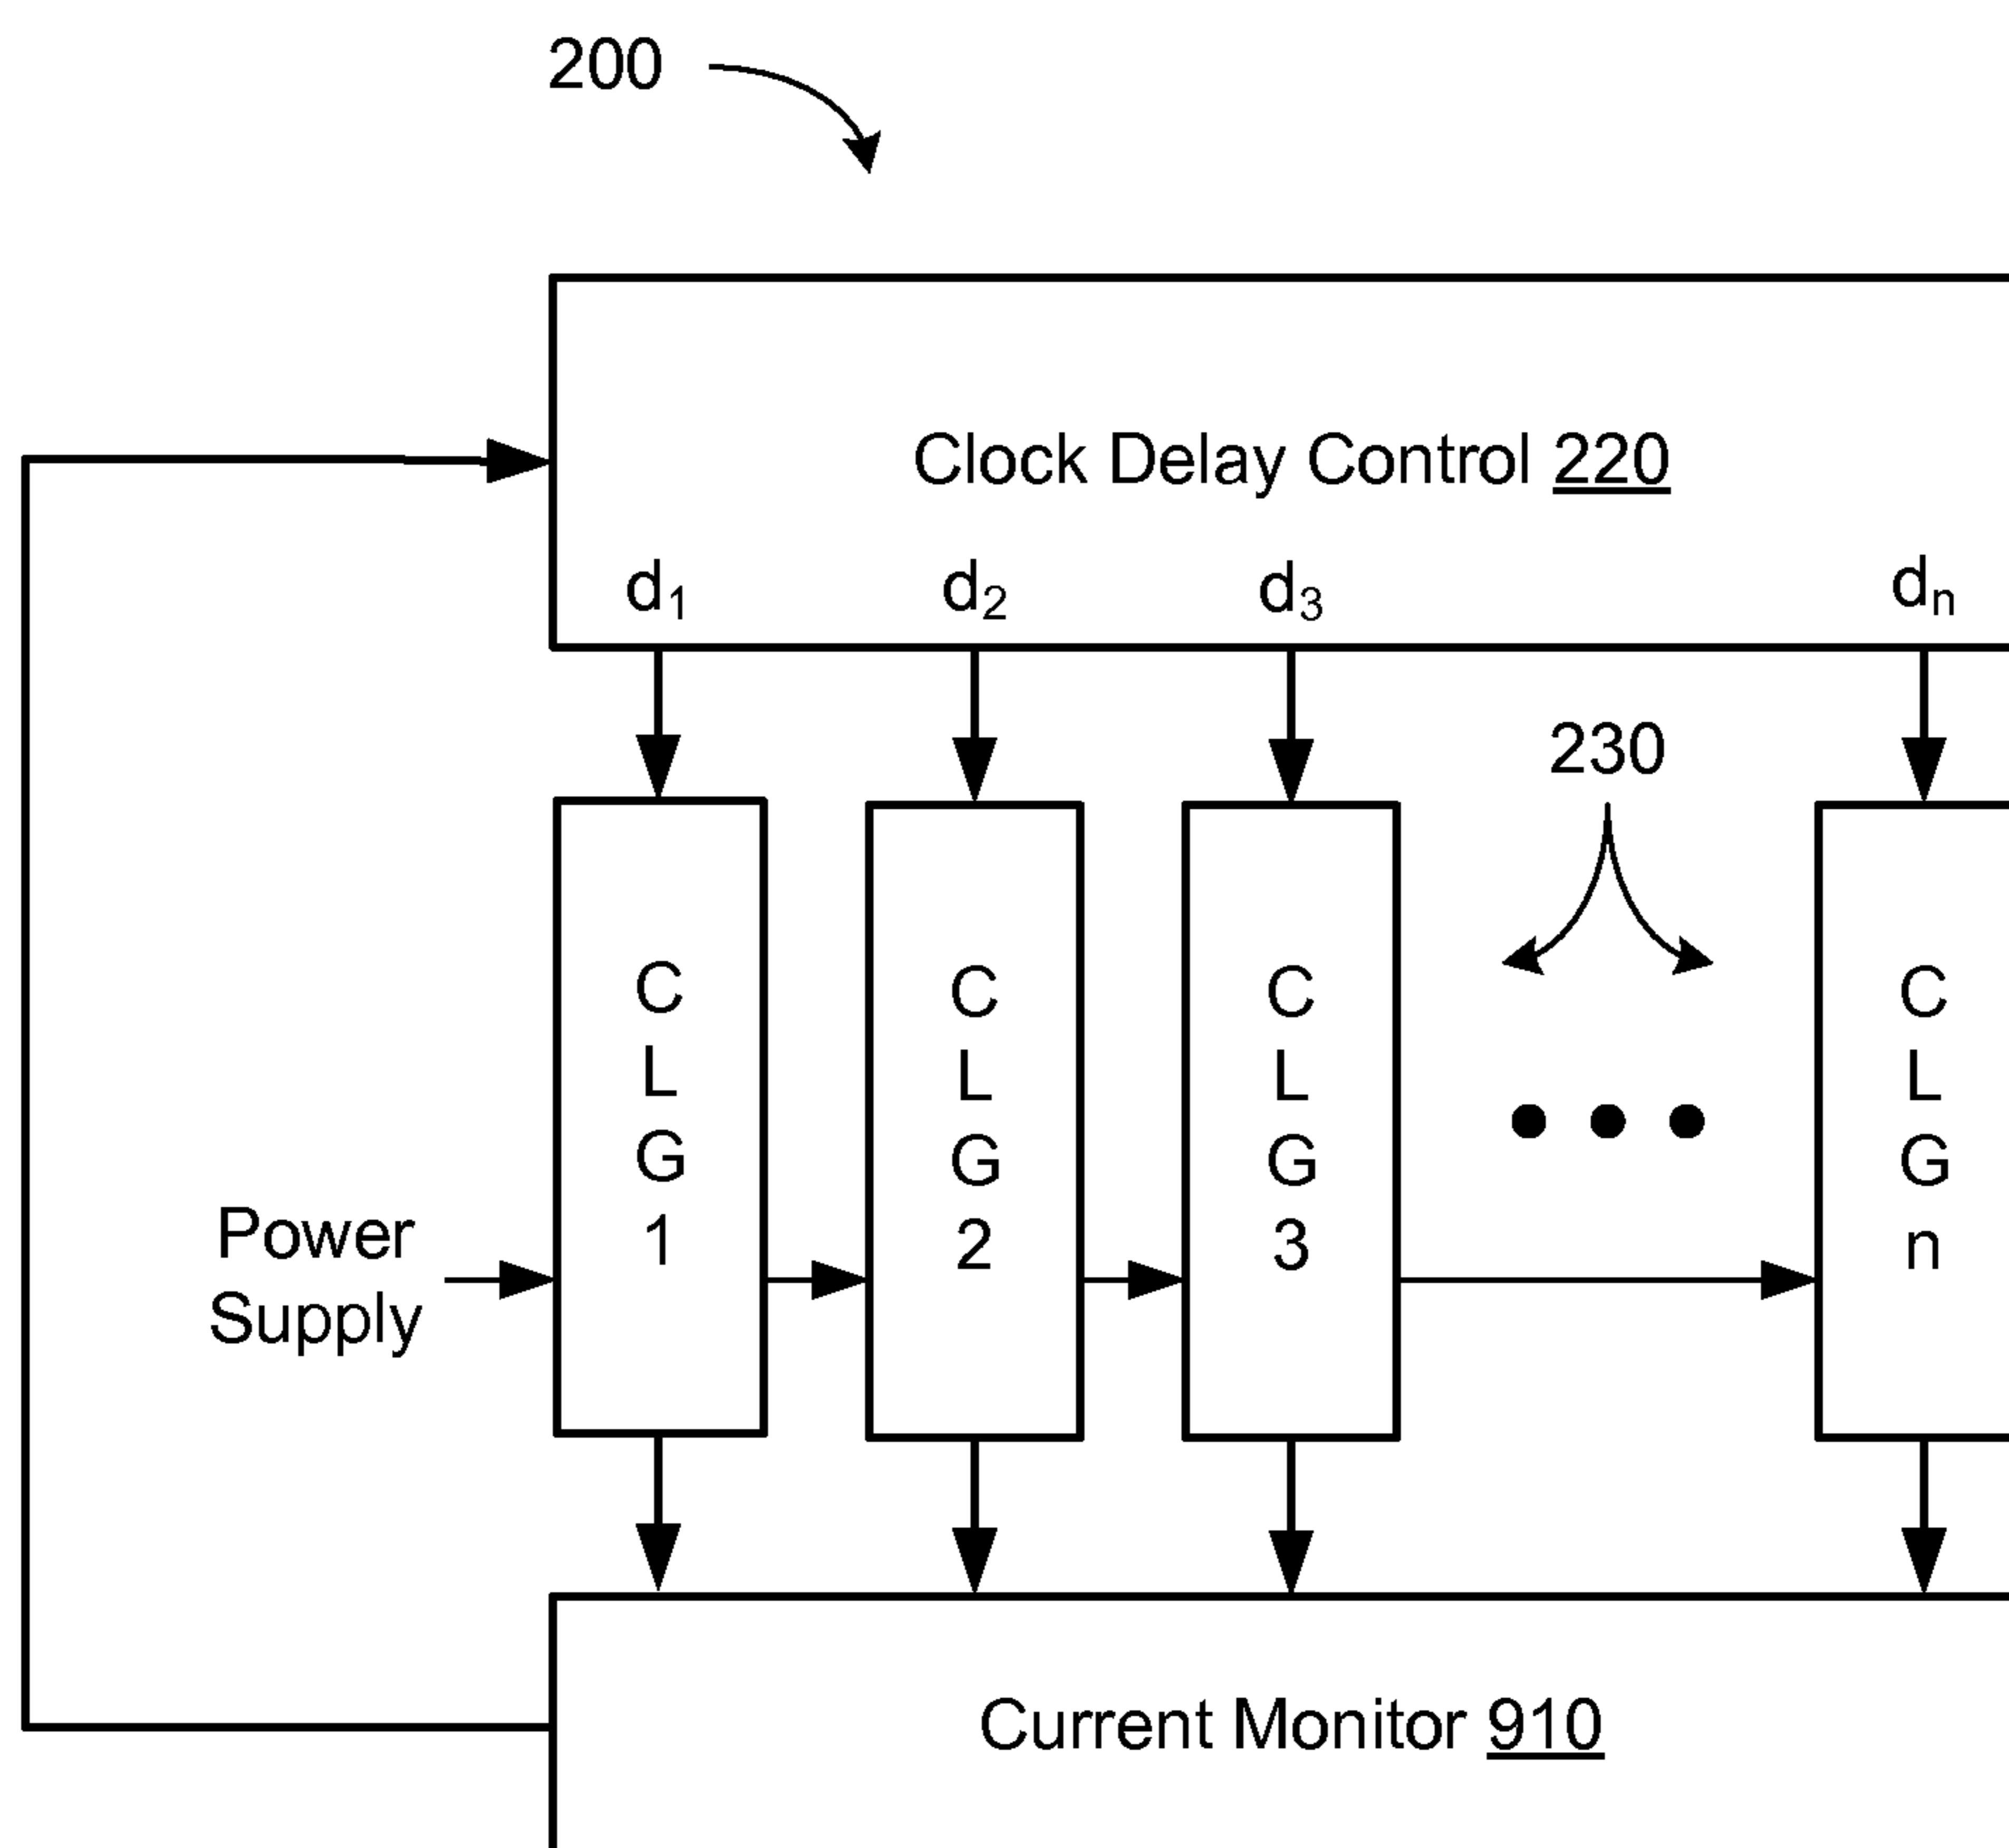 200
Clock Delay Control 220
d1 d2 d3 dn
230
C
L
G
1
C
L
G
2
C
L
G
3
C
L
G
n
Power
Supply
Current Monitor 910